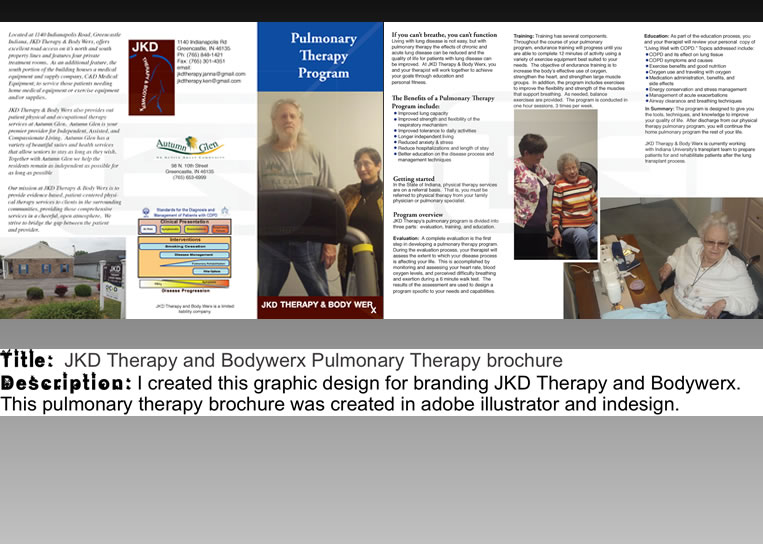 Located at 1140 Indianapolis Road, Greencastle
Indiana, JKD Therapy & Body Werx, offers
excellent road access on it's north and south
property lines and features four private
treatment rooms. As an additional feature, the
south portion of the building houses a medical
equipment and supply company, C&D Medical
Equipment, to service those patients needing
home medical equipment or exercise equipment
and/or supplies.
JKD Therapy & Body Werx also provides out
patient physical and occupational therapy
services at Autumn Glen. Autumn Glen is your
premier provider for Independent, Assisted, and
Compassionate Living. Autumn Glen has a
variety of beautiful suites and health services
that allow seniors to stay as long as they wish.
Together with Autumn Glen we help the
residents remain as independent as possible for
as long as possible
Our mission at JKD Therapy & Body Werx is to
provide evidence based, patient centered physi-
cal therapy services to clients in the surrounding
communities, providing those comprehensive
services in a cheerful, open atmosphere. We
strive to bridge the gap between the patient
and provider.
JKD
THERAPY & BODYWERX
1140 Indianapolis Rd
Greencastle, IN 46135
Ph: (765) 848-1421
Fax: (765) 301-4351
email:
jkdtherapy.janna@gmail.com
jkdtherapy.keri@gmail.com
Autumn Glen
98 N. 10th Street
Greencastle, IN 46135
(765) 653-6999
Standards for the Diagnosis and
Management of Patients with COPD
Clinical Presentation
Interventions
Smoking Cessation
Disease Management
Pulmonary Rehabilitation
Disease Progression
JKD Therapy and Body Werx is a limited
liability company
Pulmonary
Therapy
Program
JKD THERAPY & BODY WERX
If you can't breathe, you can't function
Living with lung disease is not easy, but with
pulmonary therapy the effects of chronic and
acute lung disease can be reduced and the
quality of life for patients with lung disease can
be improved. At JKD Therapy & Body Werx, you
and your therapist will work together to achieve
your goals through education and
personal fitness.
The Benefits of a Pulmonary Therapy
Program include:
Improved lung capacity
Improved strength and flexibility of the
respiratory mechanism
Improved tolerance to daily activities
Longer independent living
Reduced anxiety & stress
Reduce hospitalizations and length of stay
Better education on the disease process and
management techniques
Getting started
In the State of Indiana, physical therapy services
are on a referral basis. That is, you must be
referred to physical therapy from your family
physician or pulmonary specialist.
Program overview
JKD Therapy's pulmonary program is divided into
three parts: evaluation, training, and education.
Evaluation: A complete evaluation is the first
step in developing a pulmonary therapy program
During the evaluation process, your therapist will
assess the extent to which your disease process
is affecting your life. This is accomplished by
monitoring and assessing your heart rate, blood
oxygen levels, and perceived difficulty breathing
and exertion during a 6 minute walk test. The
results of the assessment are used to design a
program specific to your needs and capabilities.
Training: Training has several components.
Throughout the course of your pulmonary
program, endurance training will progress until you
are able to complete 12 minutes of activity using a
variety of exercise equipment best suited to your
needs. The objective of endurance training is to
increase the body's effective use of oxygen,
strengthen the heart, and strengthen large muscle
groups. In addition, the program includes exercises
to improve the flexibility and strength of the muscles
that support breathing. As needed, balance
exercises are provided. The program is conducted in
one hour sessions, 3 times per week.
Education: As part of the education process, you
and your therapist will review your personal copy of
"Living Well with COPD." Topics addressed include:
COPD and its effect on lung tissue
COPD symptoms and causes
Exercise benefits and good nutrition
Oxygen use and traveling with oxygen
Medication administration, benefits, and
side effects
Energy conservation and stress management
Management of acute exacerbations
Airway clearance and breathing techniques
In Summary: The program is designed to give you
the tools, techniques, and knowledge to improve
your quality of life. After discharge from our physical
therapy pulmonary program, you will continue the
home pulmonary program the rest of your life.
JKD Therapy & Body Werx is currently working
with Indiana University's transplant team to prepare
patients for and rehabilitate patients after the lung
transplant process.
Title: JKD Therapy and Bodywerx Pulmonary Therapy brochure
Description: I created this graphic design for branding JKD Therapy and Bodywerx.
This pulmonary therapy brochure was created in adobe illustrator and indesign.